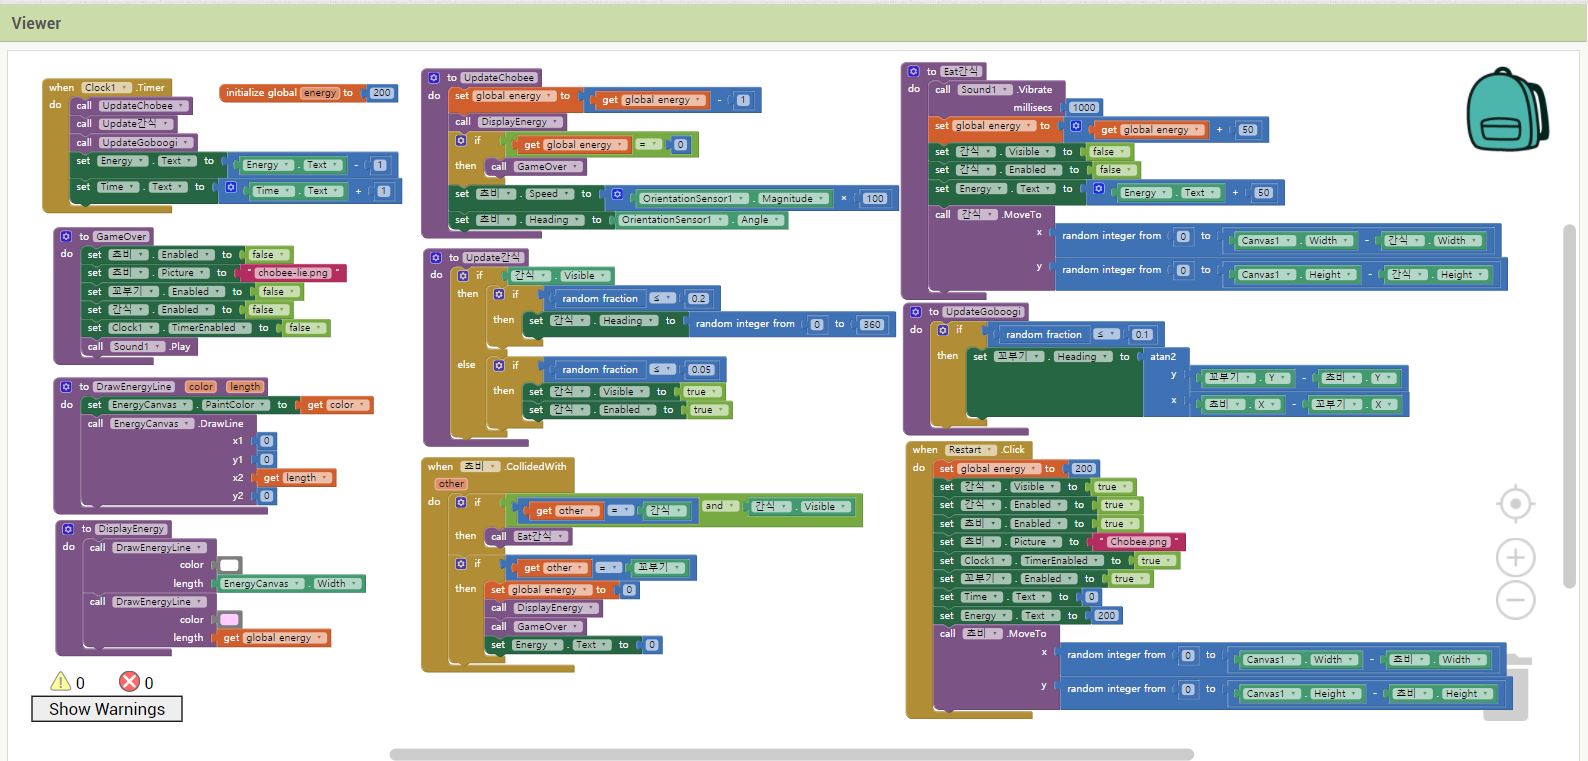 Viewer
when Clock1 .Timer
do call UpdateChobee
call Update간식
call UpdateGoboogi
set Energy . Text to Energy . Text - 1
set Time . Text to Time . Text + 1
initialize global energy to 200
to GameOver
do set 쵸비 . Enabled to false
set 쵸비 . Picture to " chobee-lie.png "
set 꼬부기 . Enabled to false
set 간식 . Enabled to false
set Clock1 . TimerEnabled to false
call Sound1 .Play
to DrawEnergyLine color length
do set EnergyCanvas . PaintColor to get color
call EnergyCanvas .DrawLine
x1 0
y1 0
x2 get length
y2 0
to DisplayEnergy
do call DrawEnergyLine
color
length EnergyCanvas . Width
call DrawEnergyLine
color
length get global energy
0 0
Show Warnings
to UpdateChobee
do set global energy to get global energy - 1
call DisplayEnergy
if get global energy = 0
then call GameOver
set 쵸비 . Speed to OrientationSensor1 . Magnitude × 100
set 쵸비 . Heading to OrientationSensor1 . Angle
to Update간식
do if 간식 . Visible
then if random fraction ≤ 0.2
then set 간식 . Heading to random integer from 0 to 360
else if random fraction ≤ 0.05
then set 간식 . Visible to true
set 간식 . Enabled to true
when 쵸비 .CollidedWith
other
do if get other = 간식 and 간식 . Visible
then call Eat간식
if get other = 꼬부기
then set global energy to 0
call DisplayEnergy
call GameOver
set Energy . Text to 0
to Eat간식
do call Sound1 .Vibrate
millisecs 1000
set global energy to get global energy + 50
set 간식 . Visible to false
set 간식 . Enabled to false
set Energy . Text to Energy . Text + 50
call 간식 .MoveTo
x random integer from 0 to Canvas1 . Width - 간식 . Width
y random integer from 0 to Canvas1 . Height - 간식 . Height
to UpdateGoboogi
do if random fraction ≤ 0.1
then set 꼬부기 . Heading to atan2
y 꼬부기 . Y - 쵸비 . Y
x 쵸비 . X - 꼬부기 . X
when Restart .Click
do set global energy to 200
set 간식 . Visible to true
set 간식 . Enabled to true
set 쵸비 . Enabled to true
set 쵸비 . Picture to " Chobee.png "
set Clock1 . TimerEnabled to true
set 꼬부기 . Enabled to true
set Time . Text to 0
set Energy . Text to 200
call 쵸비 .MoveTo
x random integer from 0 to Canvas1 . Width - 쵸비 . Width
y random integer from 0 to Canvas1 . Height - 쵸비 . Height